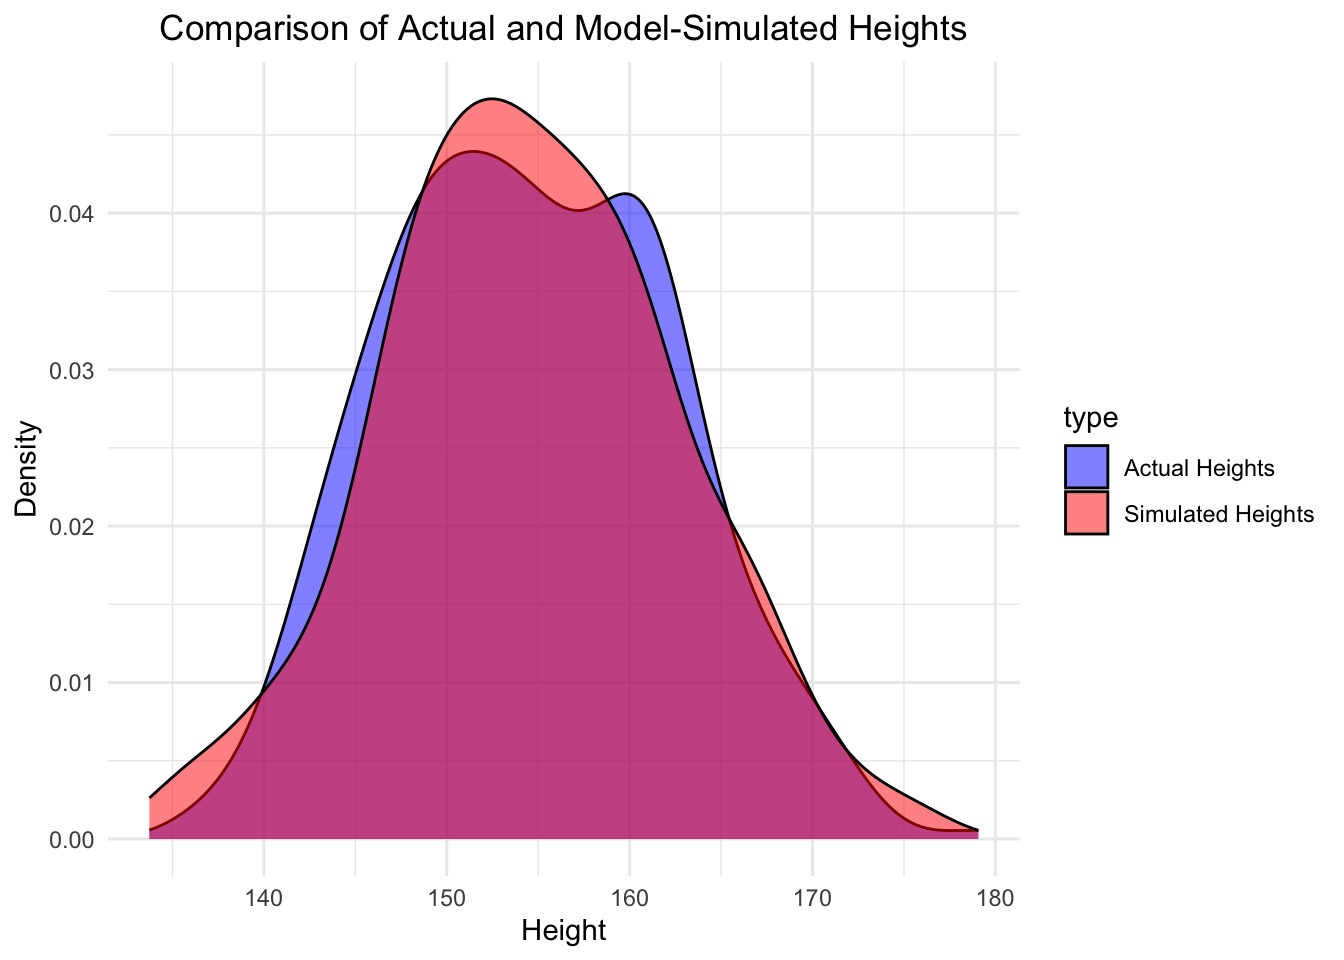 Comparison of Actual and Model-Simulated Heights
Density
0.04
0.03
0.02
0.01
0.00
140
150
160
170
180
Height
type
Actual Heights
Simulated Heights